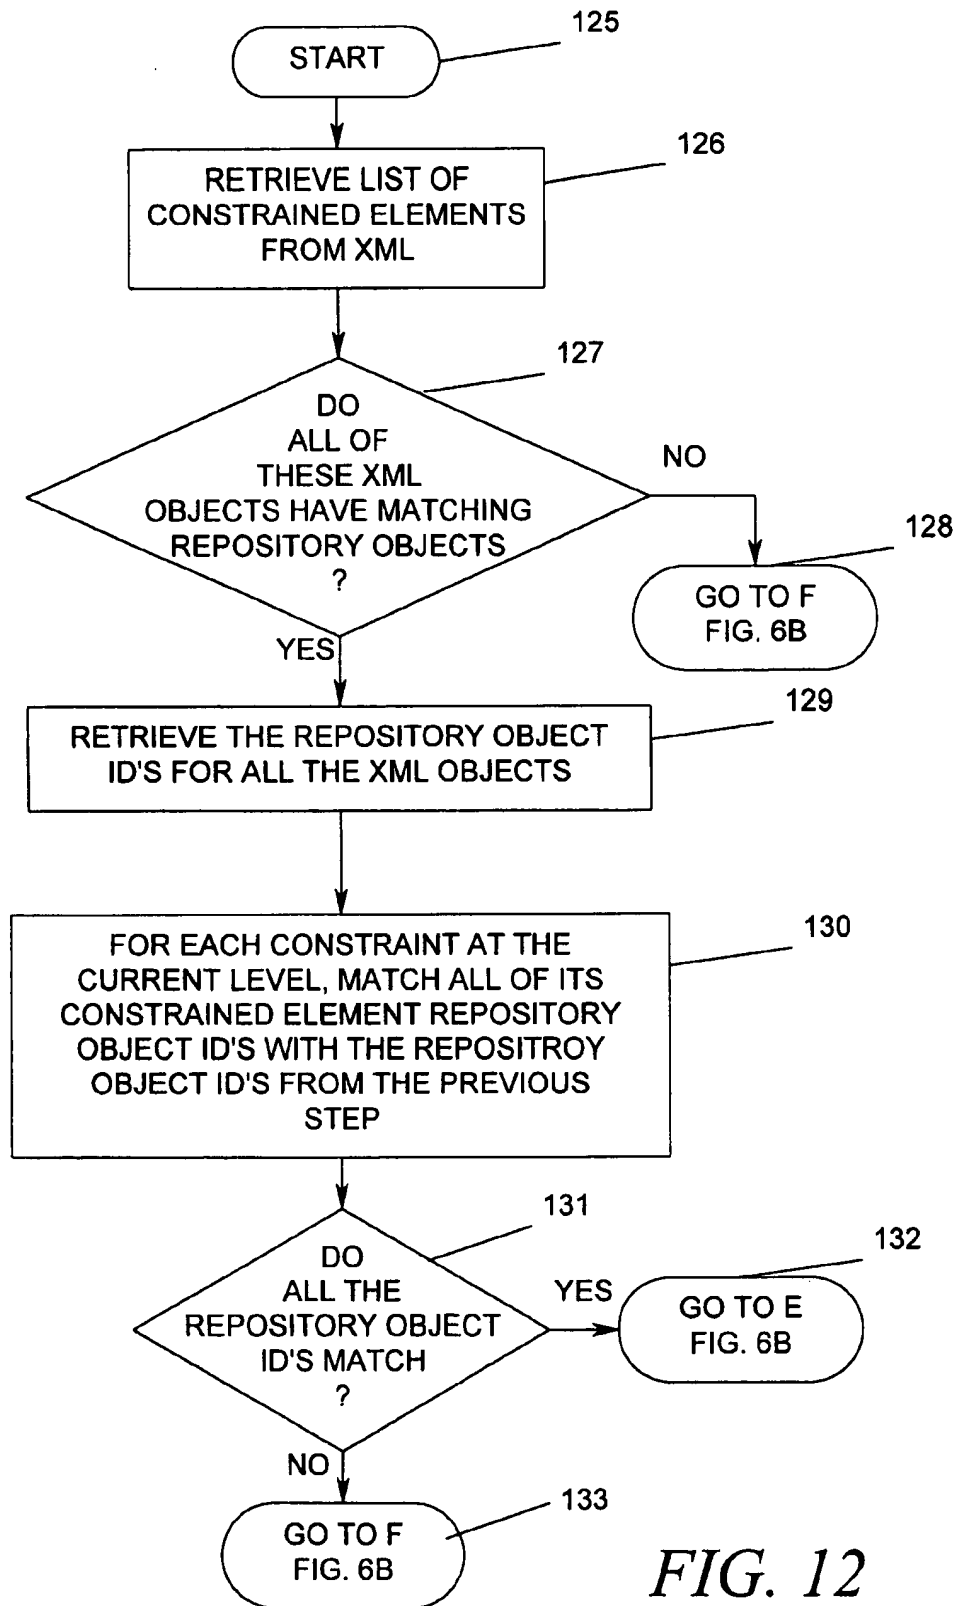 125
START
126
RETRIEVE LIST OF
CONSTRAINED ELEMENTS
FROM XML
127
DO
ALL OF
THESE XML
OBJECTS HAVE MATCHING
REPOSITORY OBJECTS
?
NO
128
GO TO F
FIG. 6B
YES
129
RETRIEVE THE REPOSITORY OBJECT
ID'S FOR ALL THE XML OBJECTS
130
FOR EACH CONSTRAINT AT THE
CURRENT LEVEL, MATCH ALL OF ITS
CONSTRAINED ELEMENT REPOSITORY
OBJECT ID'S WITH THE REPOSITROY
OBJECT ID'S FROM THE PREVIOUS
STEP
131
DO
ALL THE
REPOSITORY OBJECT
ID'S MATCH
?
YES
132
GO TO E
FIG. 6B
NO
133
GO TO F
FIG. 6B
FIG. 12